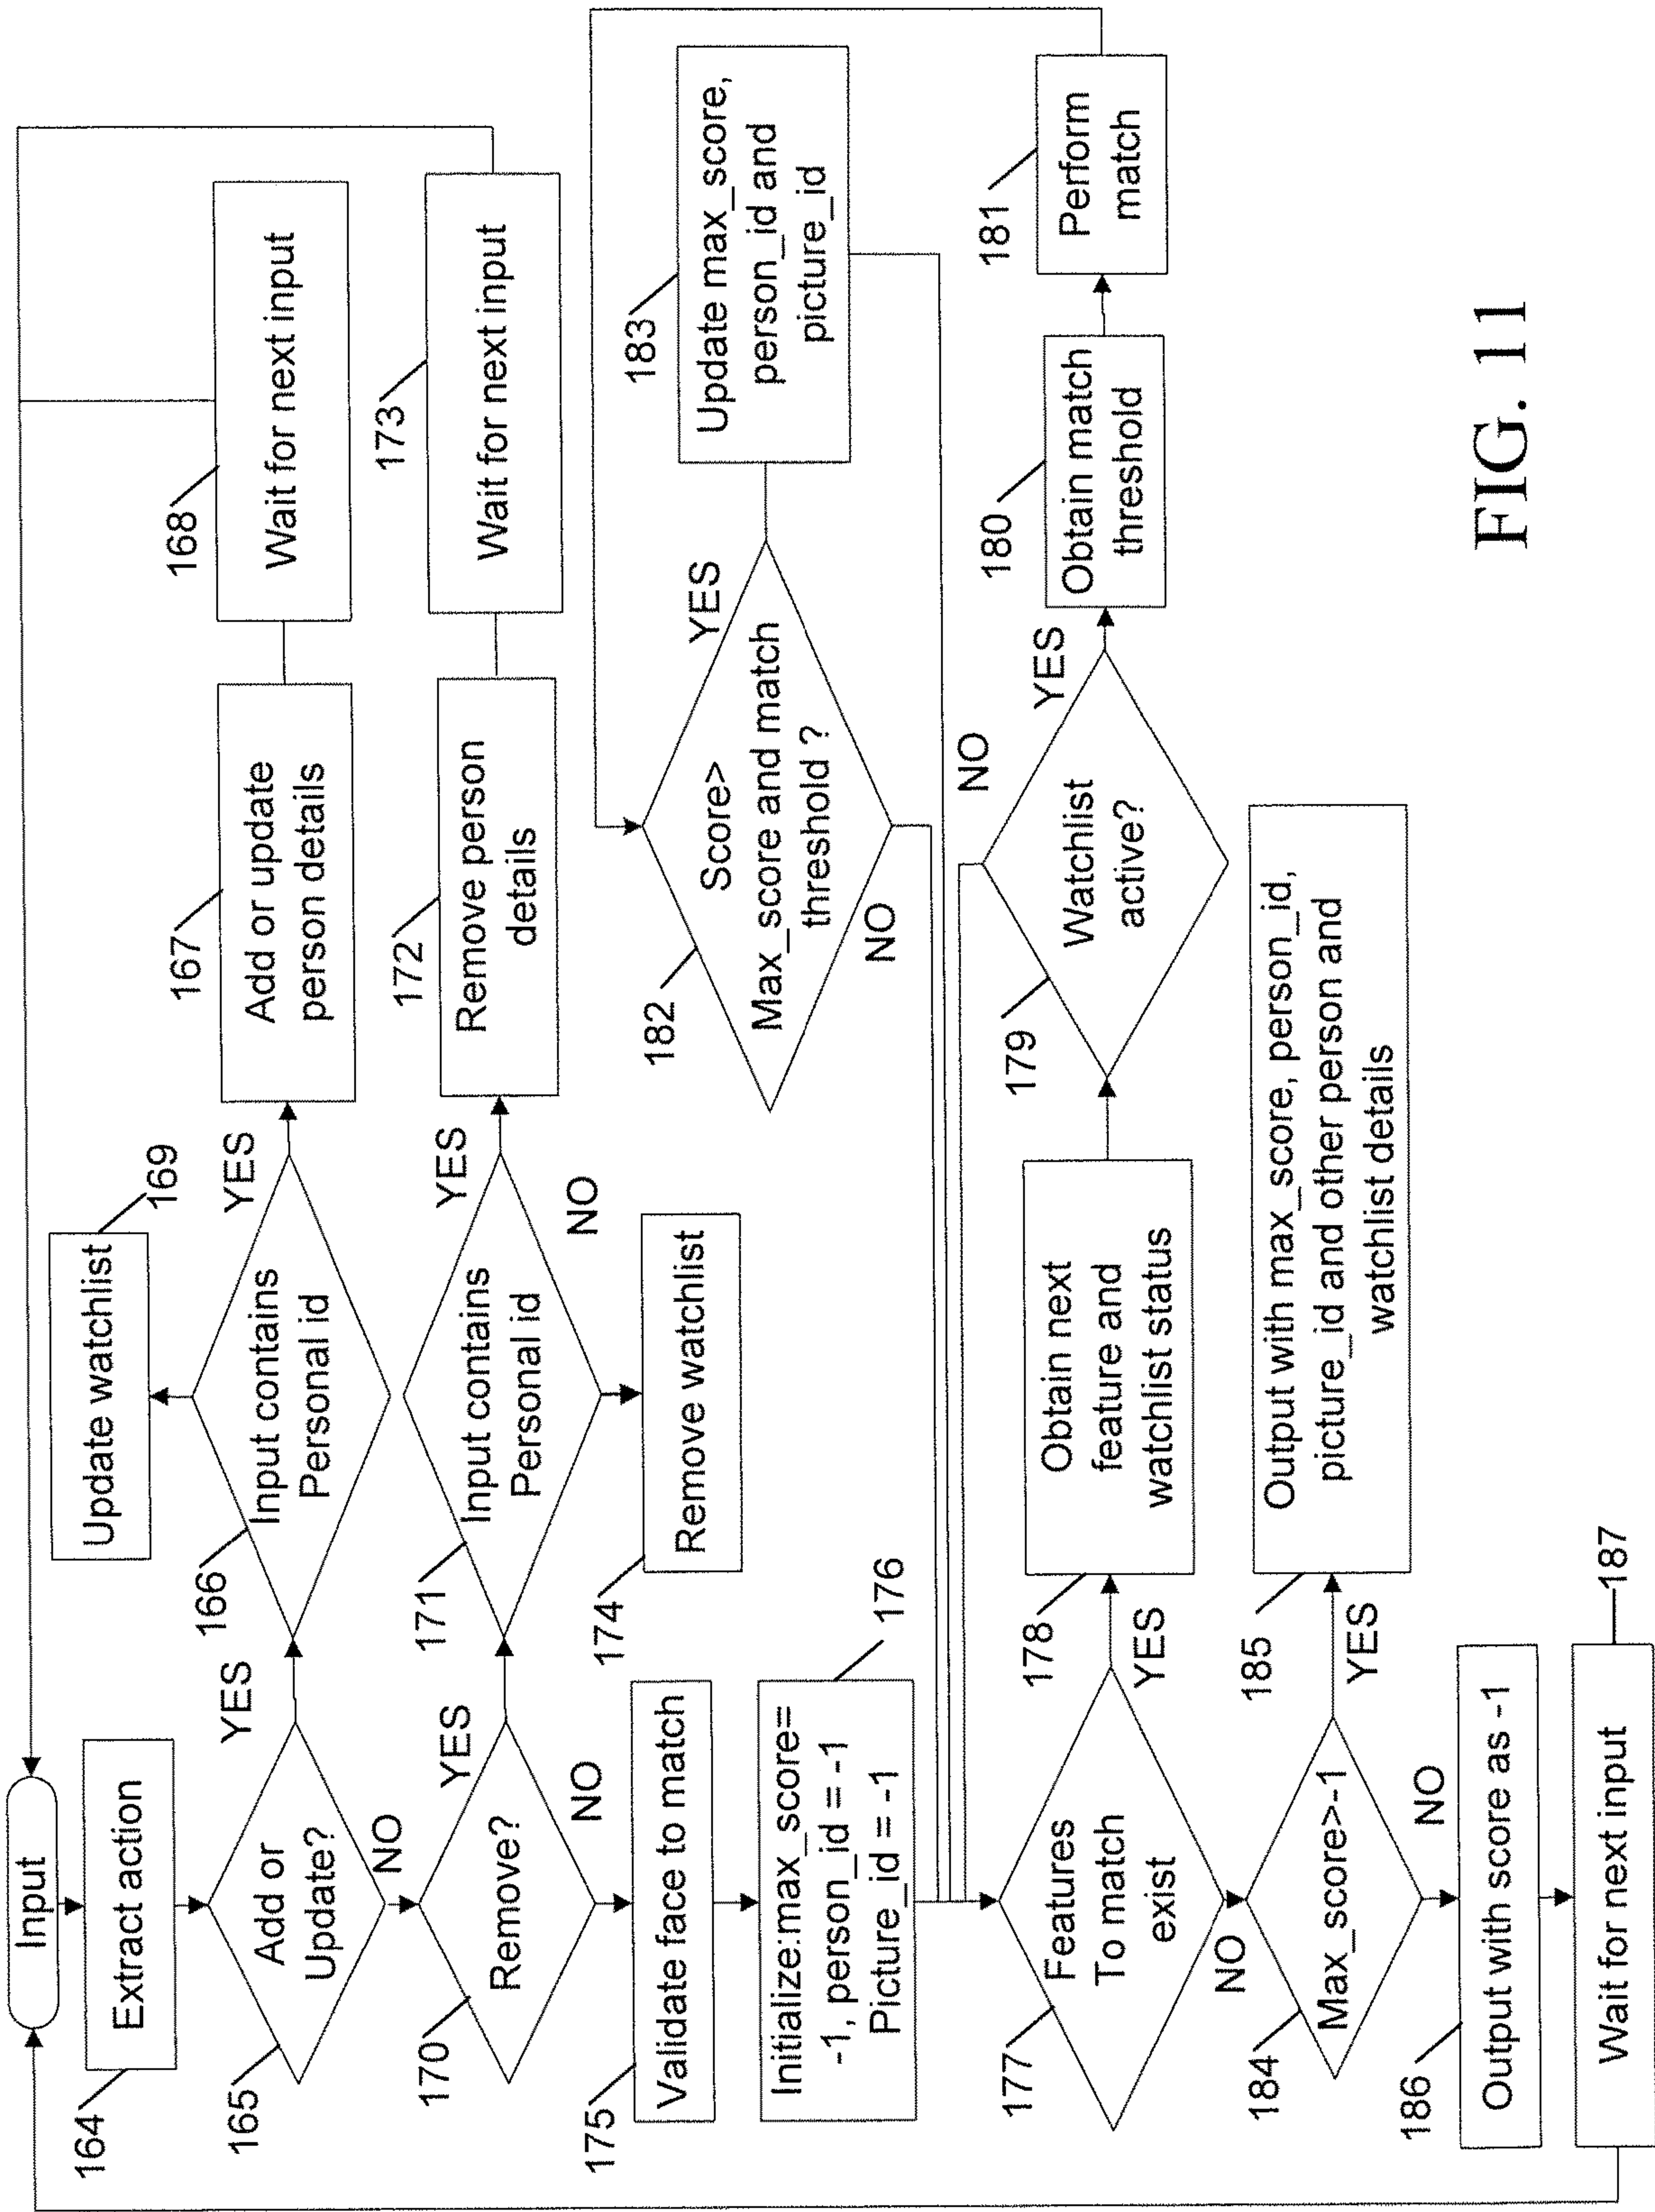 Input
164
Extract action
165
Add or
Update?
YES
NO
166
Input contains
Personal id
YES
169
Update watchlist
167
Add or update
person details
168
Wait for next input
170
Remove?
YES
NO
171
Input contains
Personal id
YES
NO
172
Remove person
details
173
Wait for next input
174
Remove watchlist
175
Validate face to match
176
Initialize:max_score=
-1, person_id = -1
Picture_id = -1
182
Score>
Max_score and match
threshold ?
YES
NO
183
Update max_score,
person_id and
picture_id
177
Features
To match
exist
YES
NO
178
Obtain next
feature and
watchlist status
179
Watchlist
active?
NO
YES
180
Obtain match
threshold
181
Perform
match
184
Max_score>-1
YES
NO
185
Output with max_score, person_id,
picture_id and other person and
watchlist details
186
Output with score as -1
187
Wait for next input
FIG. 11